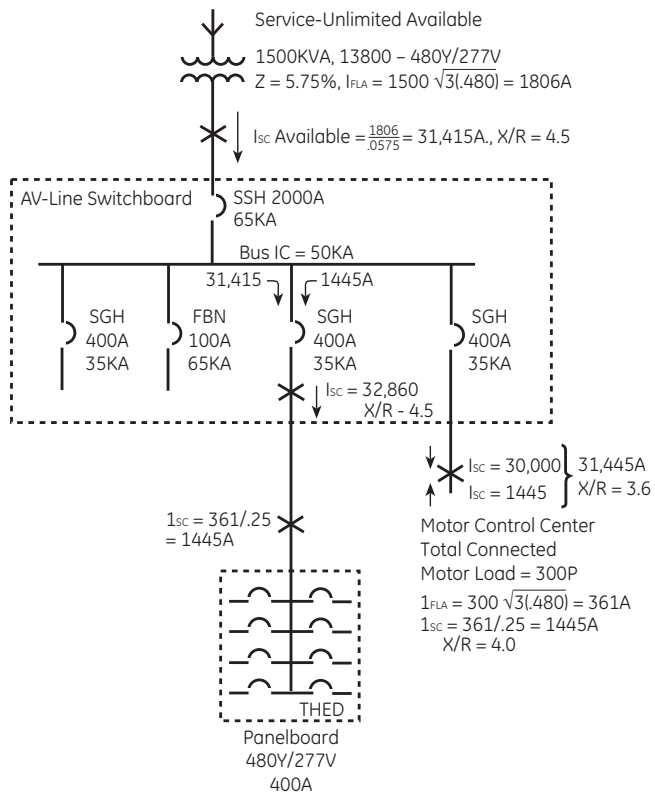 Service-Unlimited Available
1500KVA, 13800 – 480Y/277V
Z = 5.75%, IFLA = 1500 √3(.480) = 1806A
Isc Available = 1806/.0575 = 31,415A., X/R = 4.5
AV-Line Switchboard
SSH 2000A
65KA
Bus IC = 50KA
31,415
1445A
SGH
400A
35KA
FBN
100A
65KA
SGH
400A
35KA
SGH
400A
35KA
Isc = 32,860
X/R - 4.5
Isc = 30,000
Isc = 1445
31,445A
X/R = 3.6
1sc = 361/.25
= 1445A
Motor Control Center
Total Connected
Motor Load = 300P
1FLA = 300 √3(.480) = 361A
1sc = 361/.25 = 1445A
X/R = 4.0
THED
Panelboard
480Y/277V
400A